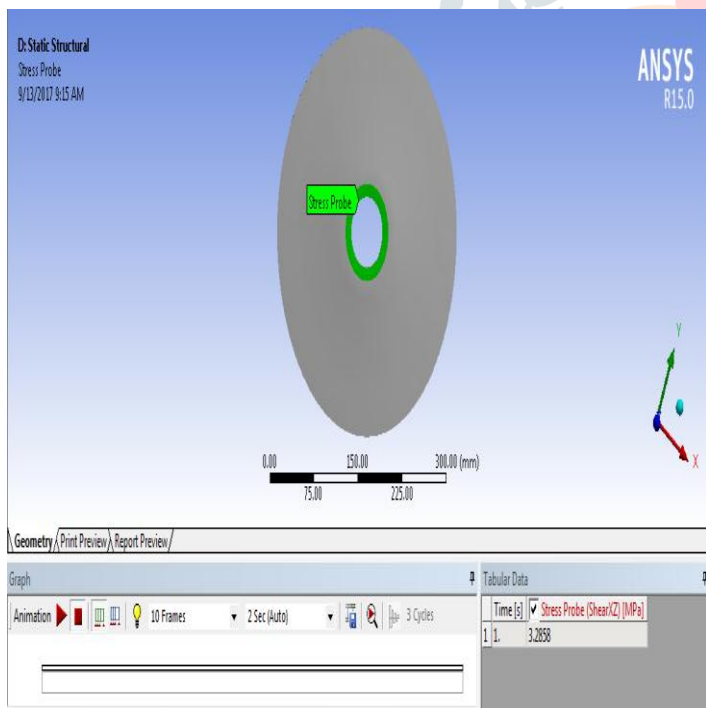 D: Static Structural
Stress Probe
9/13/2017 9:15 AM
ANSYS
R15.0
Stress Probe
Y
X
0.00 150.00 300.00 (mm)
75.00 225.00
Geometry Print Preview Report Preview
Graph
Animation 10 Frames 2 Sec (Auto) 3 Cycles
Tabular Data
Time [s] Stress Probe (ShearXZ) [MPa]
1 1. 3.2858